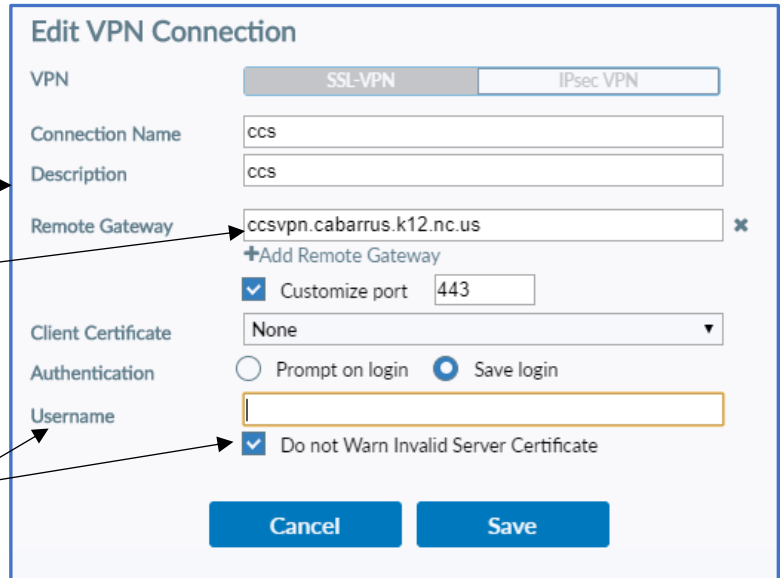 Edit VPN Connection
VPN SSL-VPN IPsec VPN
Connection Name ccs
Description ccs
Remote Gateway ccsvpn.cabarrus.k12.nc.us ✖
+Add Remote Gateway
Customize port 443
Client Certificate None
Authentication Prompt on login Save login
Username
Do not Warn Invalid Server Certificate
Cancel Save